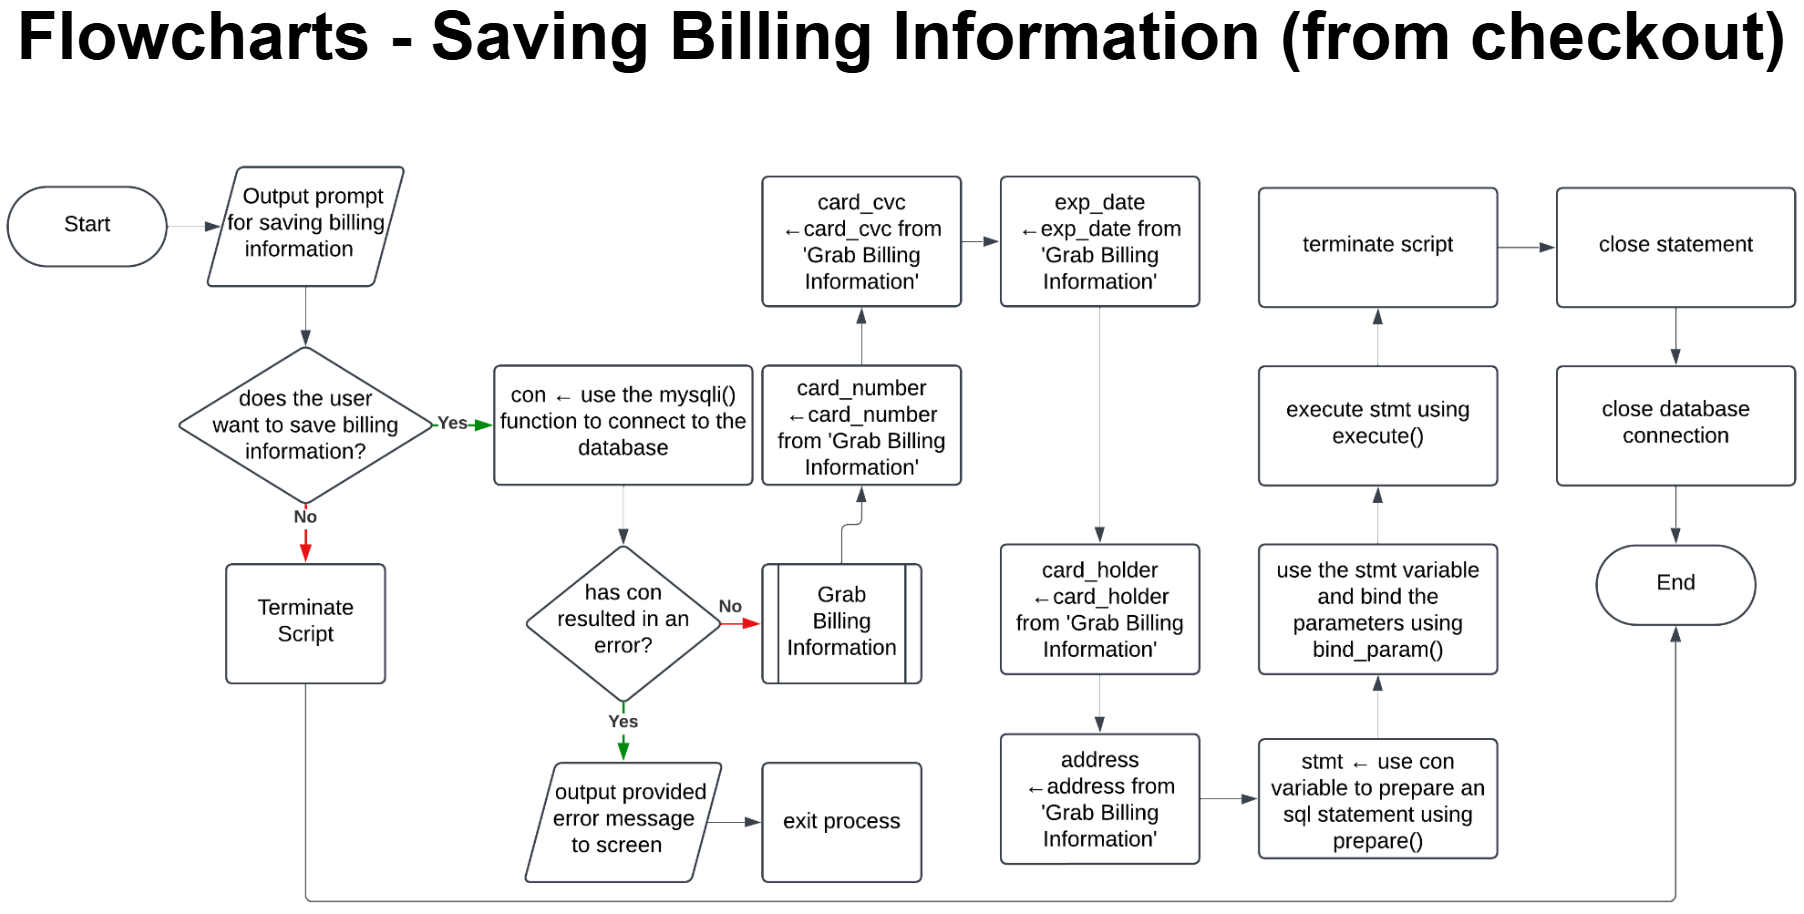 Flowcharts - Saving Billing Information (from checkout)
Start
Output prompt
for saving billing
information
does the user
want to save billing
information?
Yes
No
Terminate
Script
con ← use the mysqli()
function to connect to the
database
has con
resulted in an
error?
No
Yes
output provided
error message
to screen
exit process
Grab
Billing
Information
card_number
←card_number
from 'Grab Billing
Information'
card_cvc
←card_cvc from
'Grab Billing
Information'
exp_date
←exp_date from
'Grab Billing
Information'
card_holder
←card_holder
from 'Grab Billing
Information'
address
←address from
'Grab Billing
Information'
stmt ← use con
variable to prepare an
sql statement using
prepare()
use the stmt variable
and bind the
parameters using
bind_param()
execute stmt using
execute()
terminate script
close statement
close database
connection
End